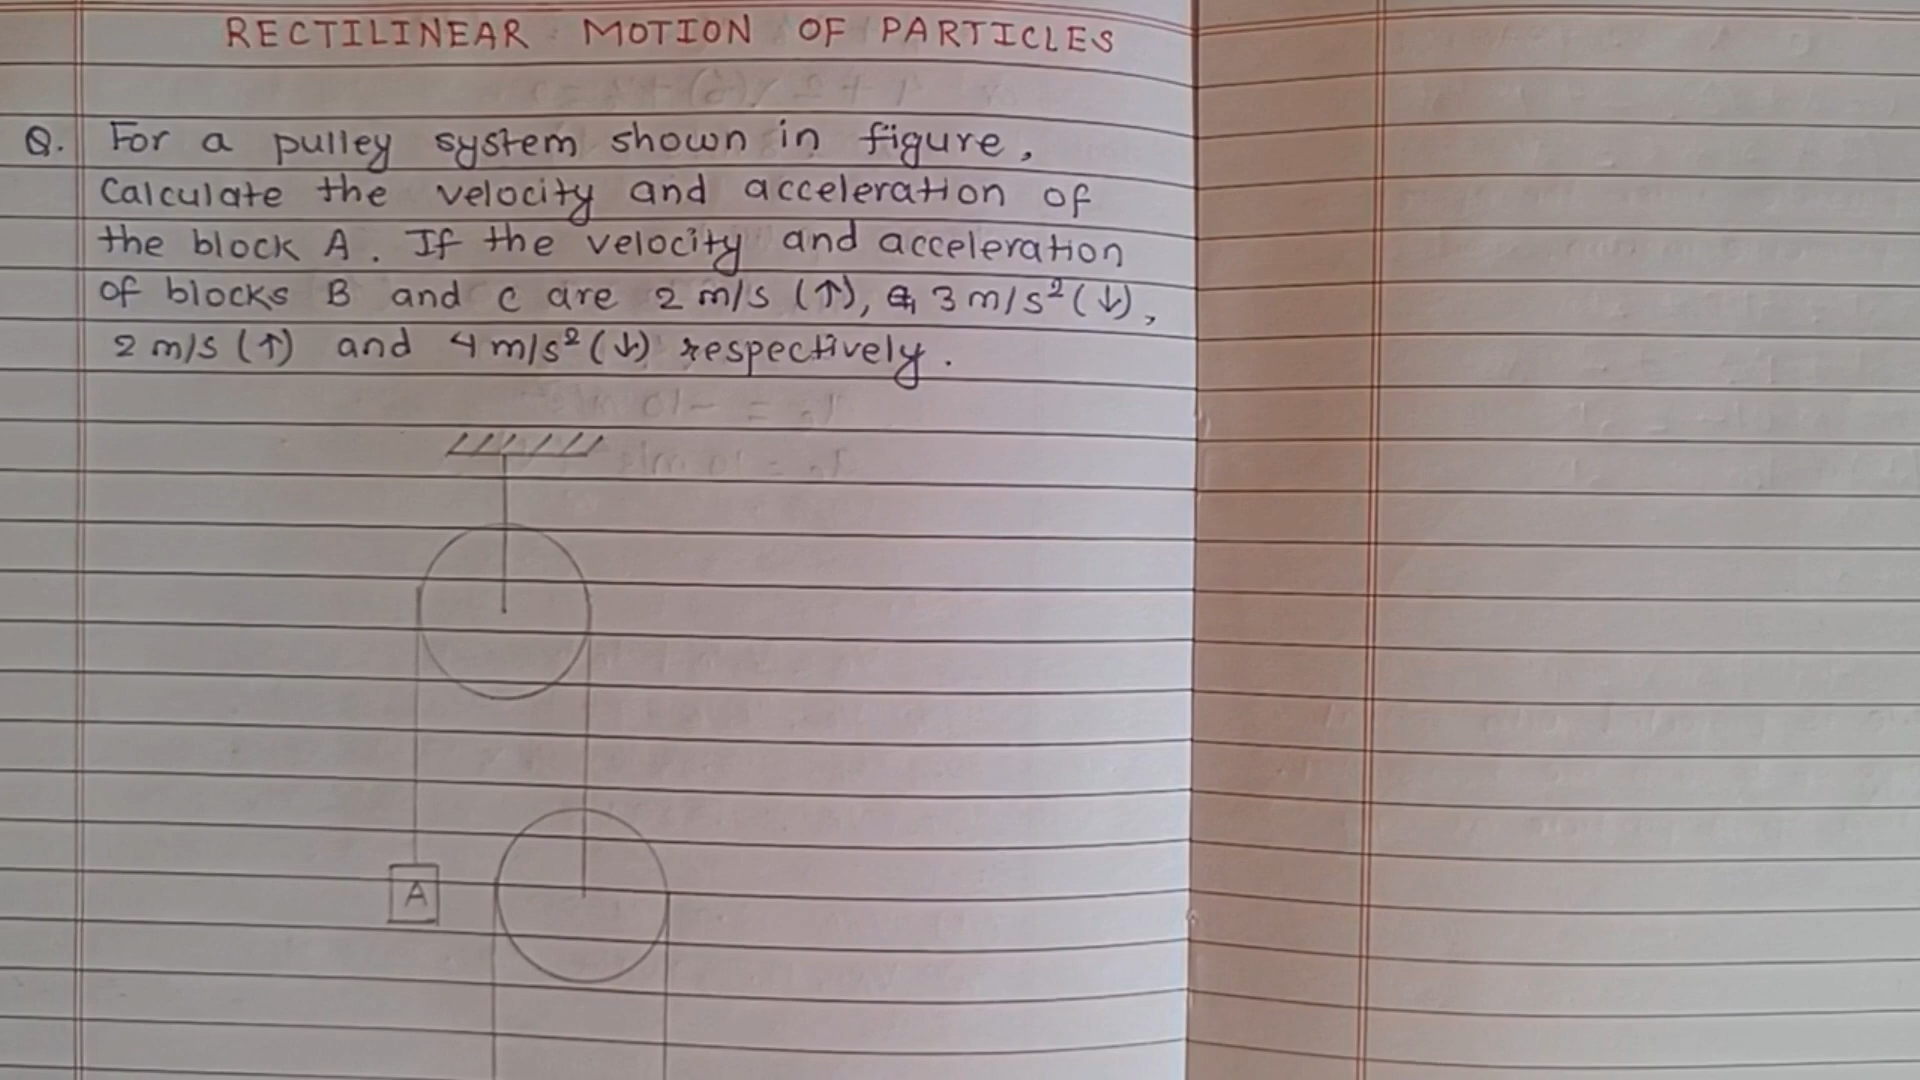 RECTILINEAR MOTION OF PARTICLES
Q. For a pulley system shown in figure,
Calculate the velocity and acceleration of
the block A. If the velocity and acceleration
of blocks B and C are 2 m/s (↑), 3 m/s² (↓),
2 m/s (↑) and 4 m/s² (↓) respectively.
A